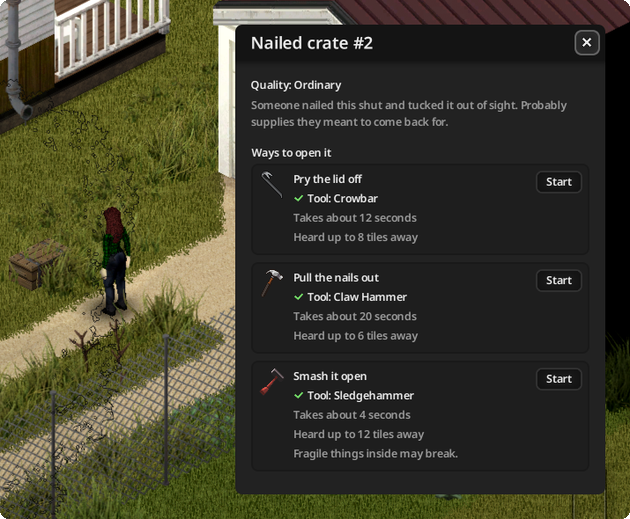 Nailed crate #2
Quality: Ordinary
Someone nailed this shut and tucked it out of sight. Probably
supplies they meant to come back for.
Ways to open it
Pry the lid off
Start
Tool: Crowbar
Takes about 12 seconds
Heard up to 8 tiles away
Pull the nails out
Start
Tool: Claw Hammer
Takes about 20 seconds
Heard up to 6 tiles away
Smash it open
Start
Tool: Sledgehammer
Takes about 4 seconds
Heard up to 12 tiles away
Fragile things inside may break.